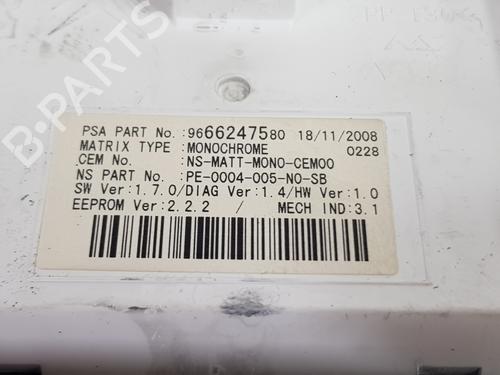 PSA PART No.:9666247580 18/11/2008
MATRIX TYPE :MONOCHROME 0228
CEM No. :NS-MATT-MONO-CEM00
NS PART No. :PE-0004-005-N0-SB
SW Ver:1.7.0/DIAG Ver:1.4/HW Ver:1.0
EEPROM Ver:2.2.2 / MECH IND:3.1
B-PARTS